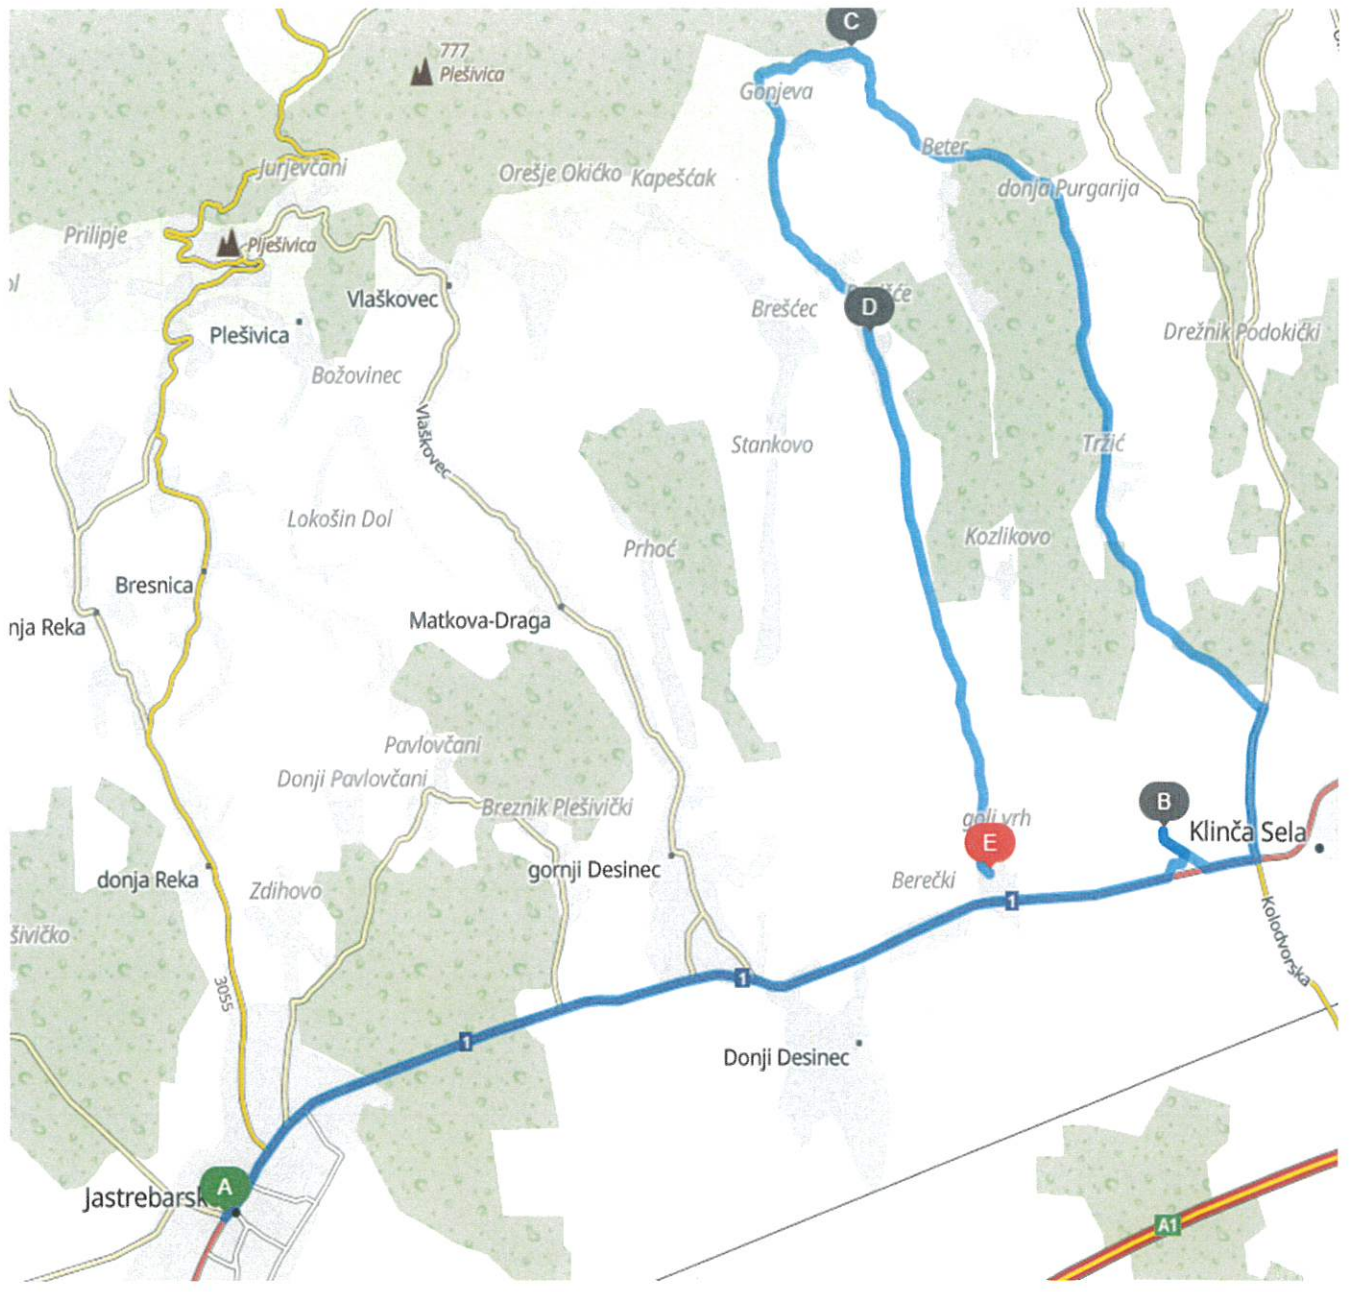 C
777
Plešivica
Gonjeva
Beter
Jurjevčani
Orešje Okićko
Kapešćak
donja Purgarija
Prilipje
Plješivica
Vlaškovec
Brešćec
D
Plešivica
Drežnik Podokićki
Božovinec
Vlaškovec
Stankovo
Tržić
Lokošin Dol
Prhoć
Kozlikovo
Bresnica
nja Reka
Matkova-Draga
Pavlovčani
Donji Pavlovčani
Breznik Plešivički
B
goli vrh
Klinča Sela
E
gornji Desinec
donja Reka
Zdihovo
Berečki
1
šivičko
Kolodvorska
3055
1
1
Donji Desinec
A
Jastrebarsk
A1